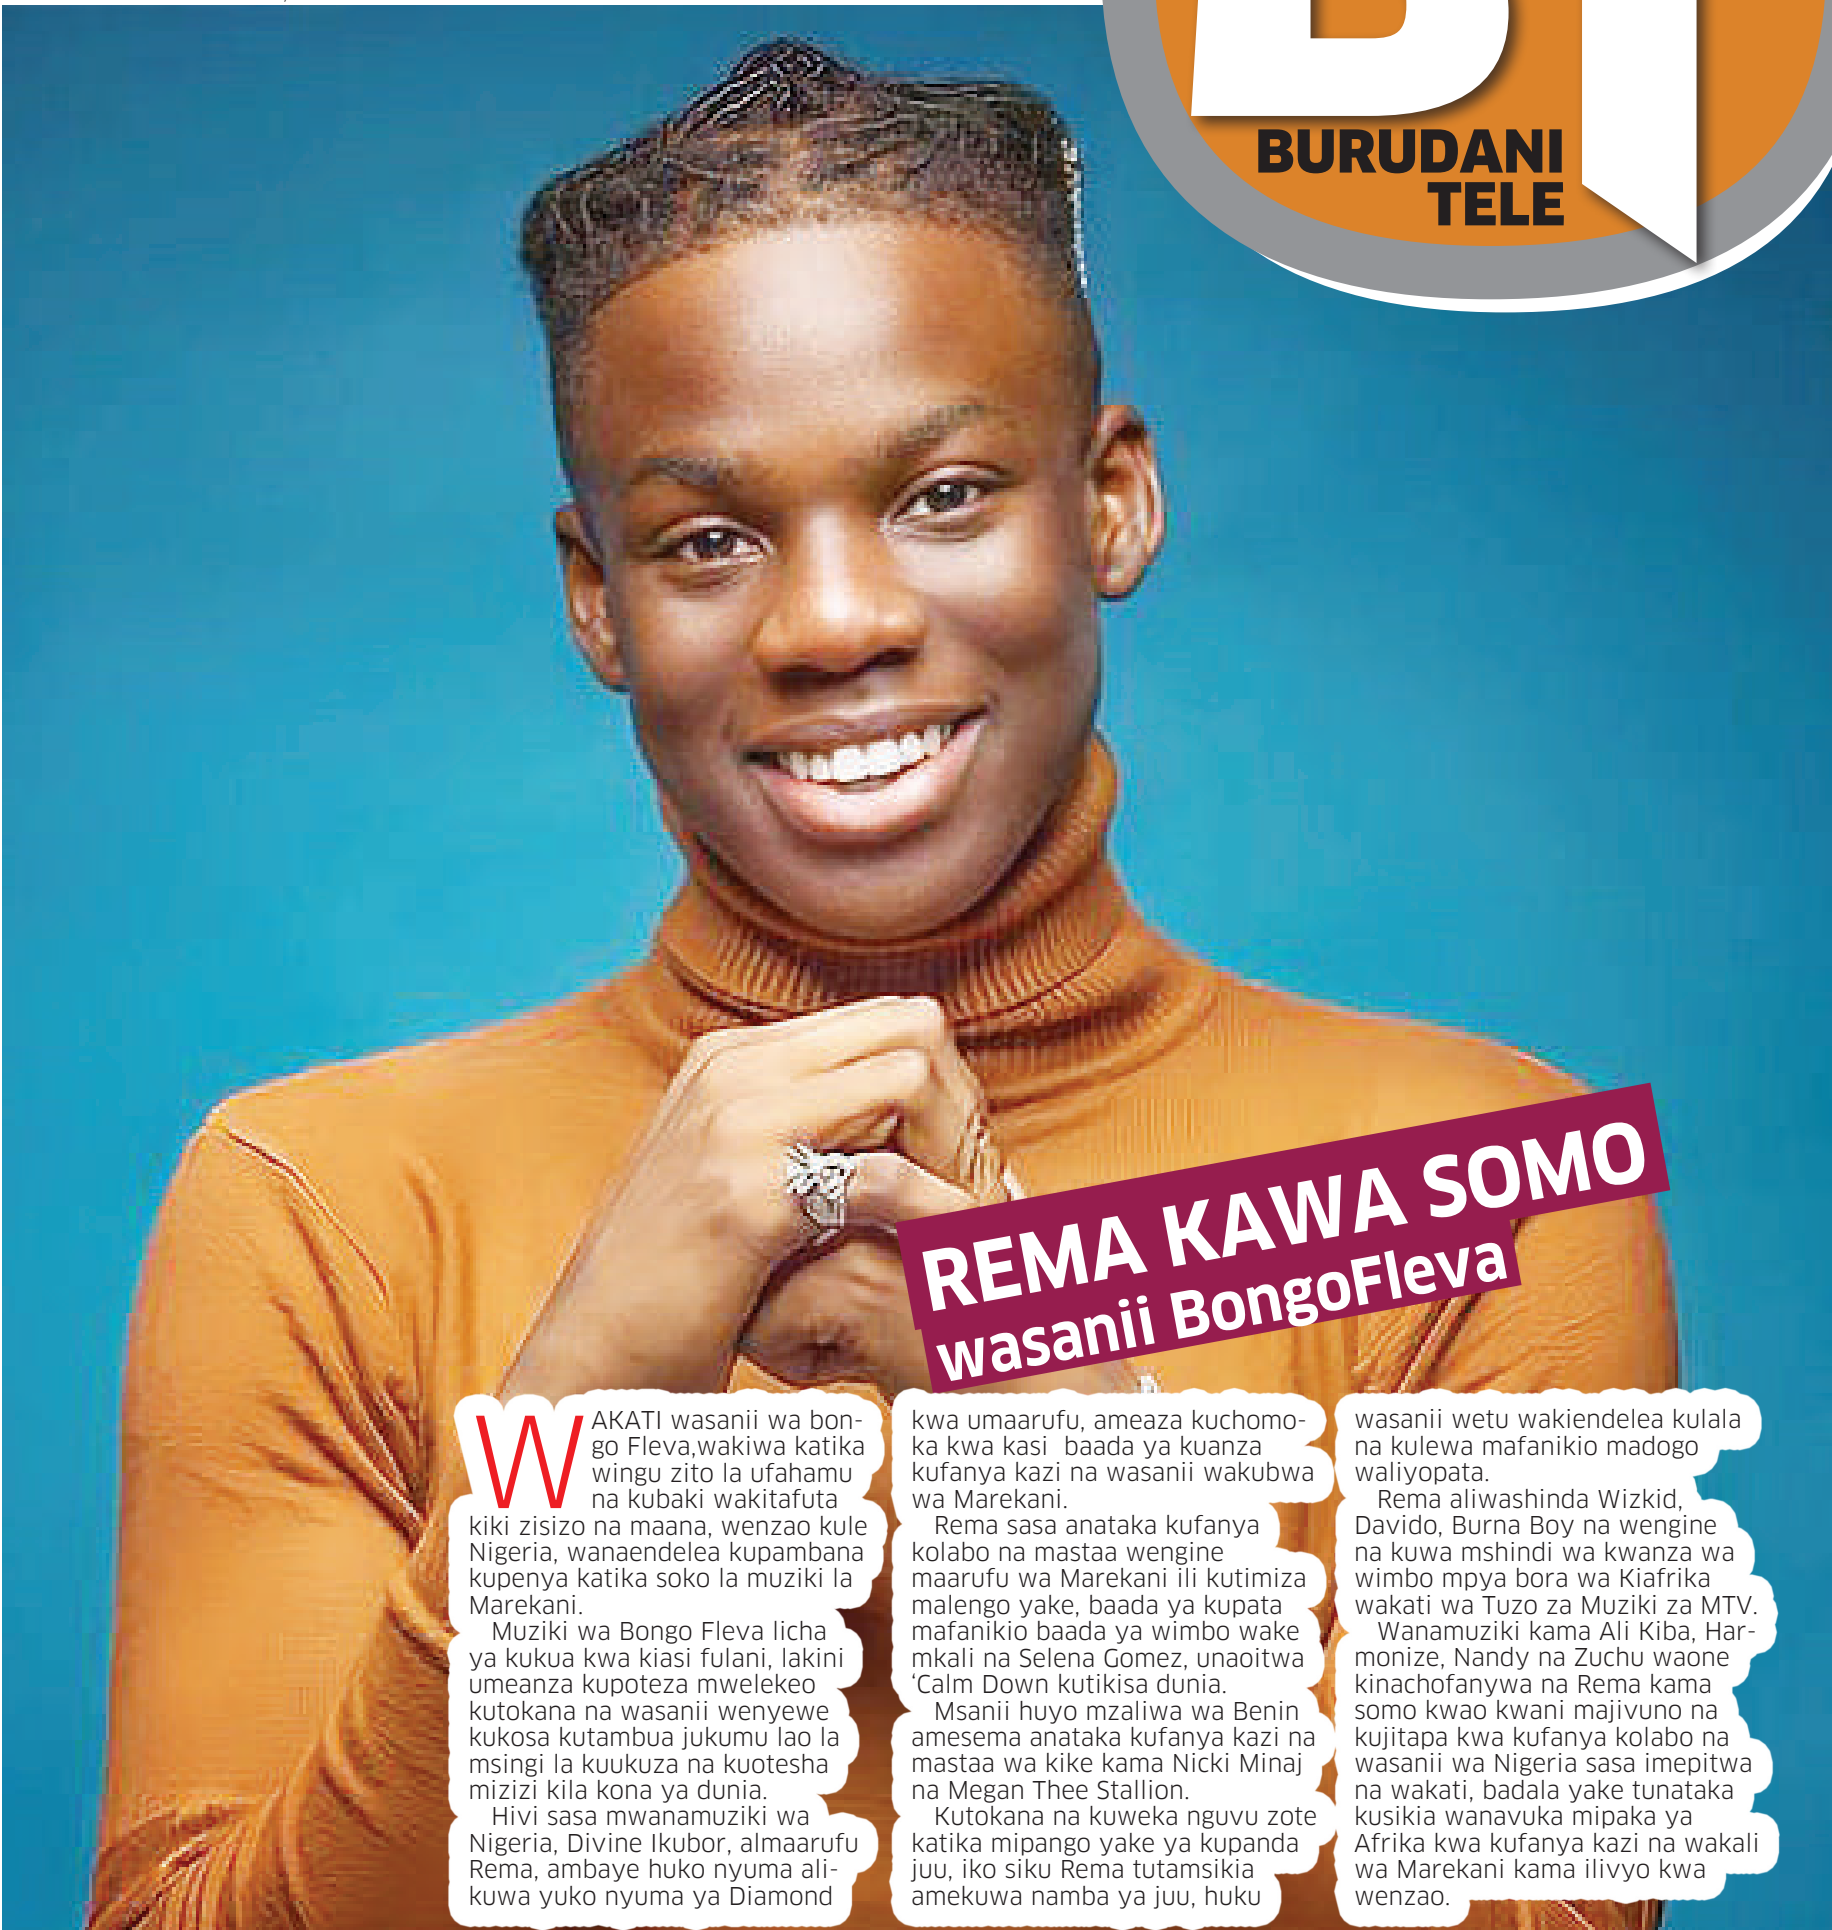 BURUDANI
TELE
REMA KAWA SOMO
wasanii BongoFleva
WAKATI wasanii wa bon-
go Fleva,wakiwa katika
wingu zito la ufahamu
na kubaki wakitafuta
kiki zisizo na maana, wenzao kule
Nigeria, wanaendelea kupambana
kupenya katika soko la muziki la
Marekani.
Muziki wa Bongo Fleva licha
ya kukua kwa kiasi fulani, lakini
umeanza kupoteza mwelekeo
kutokana na wasanii wenyewe
kukosa kutambua jukumu lao la
msingi la kuukuza na kuotesha
mizizi kila kona ya dunia.
Hivi sasa mwanamuziki wa
Nigeria, Divine Ikubor, almaarufu
Rema, ambaye huko nyuma ali-
kuwa yuko nyuma ya Diamond
kwa umaarufu, ameaza kuchomo-
ka kwa kasi  baada ya kuanza
kufanya kazi na wasanii wakubwa
wa Marekani.
Rema sasa anataka kufanya
kolabo na mastaa wengine
maarufu wa Marekani ili kutimiza
malengo yake, baada ya kupata
mafanikio baada ya wimbo wake
mkali na Selena Gomez, unaoitwa
‘Calm Down kutikisa dunia.
Msanii huyo mzaliwa wa Benin
amesema anataka kufanya kazi na
mastaa wa kike kama Nicki Minaj
na Megan Thee Stallion.
Kutokana na kuweka nguvu zote
katika mipango yake ya kupanda
juu, iko siku Rema tutamsikia
amekuwa namba ya juu, huku
wasanii wetu wakiendelea kulala
na kulewa mafanikio madogo
waliyopata.
Rema aliwashinda Wizkid,
Davido, Burna Boy na wengine
na kuwa mshindi wa kwanza wa
wimbo mpya bora wa Kiafrika
wakati wa Tuzo za Muziki za MTV.
Wanamuziki kama Ali Kiba, Har-
monize, Nandy na Zuchu waone
kinachofanywa na Rema kama
somo kwao kwani majivuno na
kujitapa kwa kufanya kolabo na
wasanii wa Nigeria sasa imepitwa
na wakati, badala yake tunataka
kusikia wanavuka mipaka ya
Afrika kwa kufanya kazi na wakali
wa Marekani kama ilivyo kwa
wenzao.